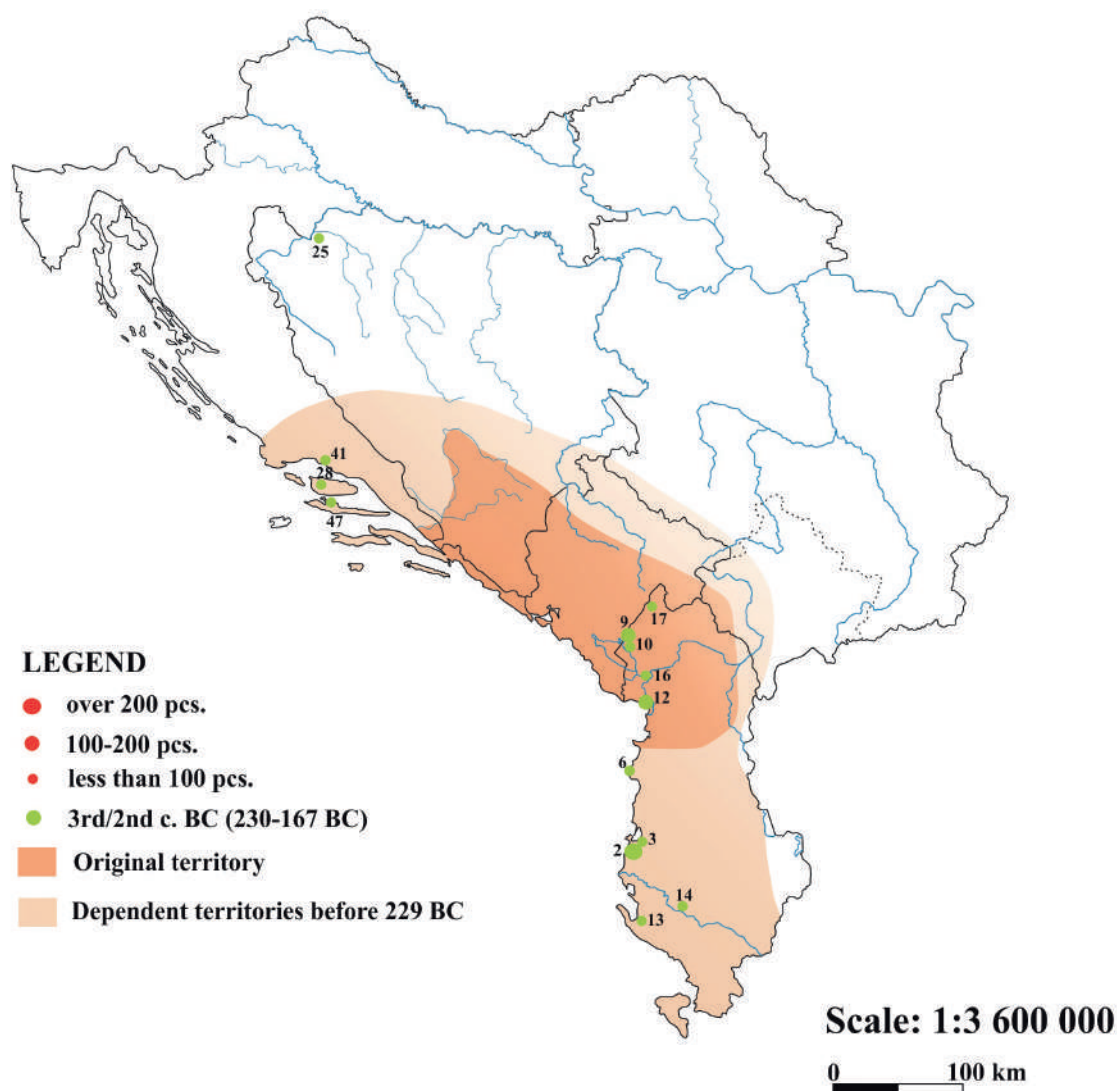 25
41
28
47
17
9
10
16
12
6
3
2
14
13
LEGEND
over 200 pcs.
100-200 pcs.
less than 100 pcs.
3rd/2nd c. BC (230-167 BC)
Original territory
Dependent territories before 229 BC
Scale: 1:3 600 000
0 100 km